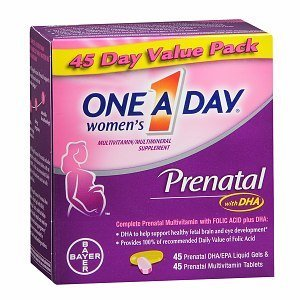 45 Day Value Pack
ONE A DAY®
women's
MULTIVITAMIN/MULTIMINERAL
SUPPLEMENT
Prenatal
with DHA
Complete Prenatal Multivitamin with FOLIC ACID plus DHA:
• DHA to help support healthy fetal brain and eye development*
• Provides 100% of recommended Daily Value of Folic Acid
45 Prenatal DHA/EPA Liquid Gels &
45 Prenatal Multivitamin Tablets
BAYER
BAYER